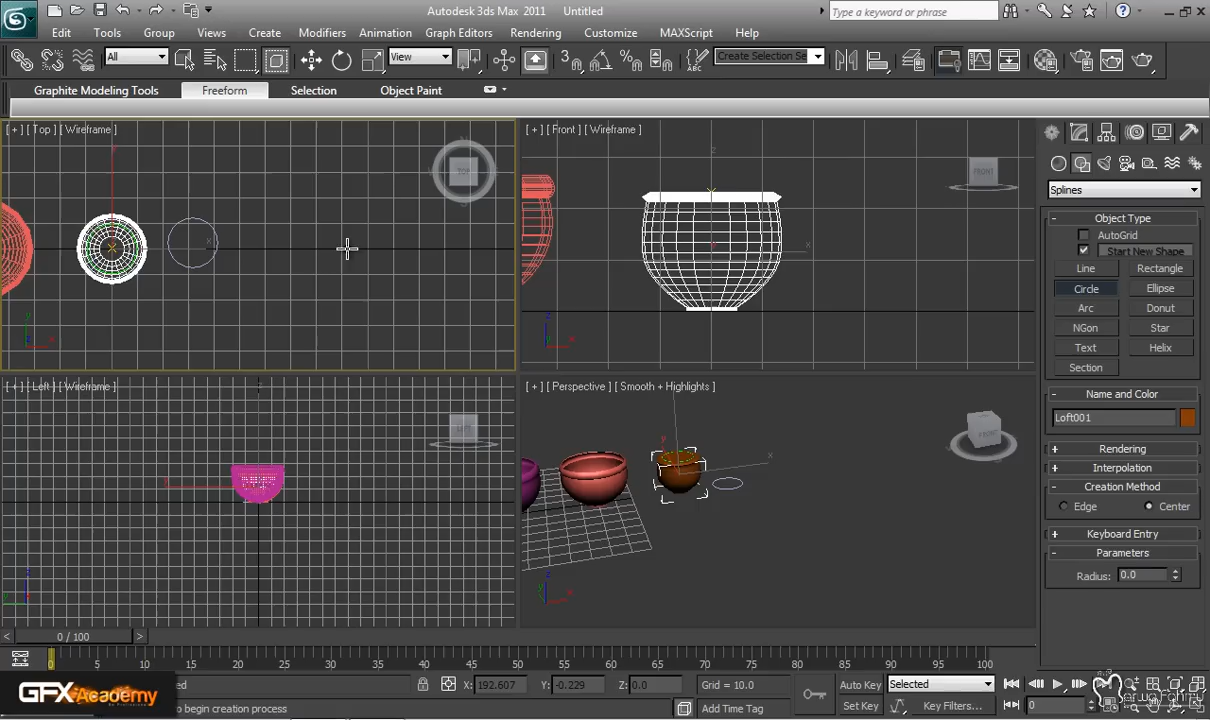 Autodesk 3ds Max 2011 Untitled
Type a keyword or phrase
Edit Tools Group Views Create Modifiers Animation Graph Editors Rendering Customize MAXScript Help
All View Create Selection Se
Graphite Modeling Tools Freeform Selection Object Paint
[ + ] [ Top ] [ Wireframe ]
[ + ] [ Front ] [ Wireframe ]
TOP
FRONT
Splines
Object Type
AutoGrid
Start New Shape
Line Rectangle
Circle Ellipse
Arc Donut
NGon Star
Text Helix
Section
[ + ] [ Left ] [ Wireframe ]
[ + ] [ Perspective ] [ Smooth + Highlights ]
LEFT
FRONT
Name and Color
Loft001
Rendering
Interpolation
Creation Method
Edge Center
Keyboard Entry
Parameters
Radius: 0.0
< 0 / 100 >
0 5 10 15 20 25 30 35 40 45 50 55 60 65 70 75 80 85 90 95 100
GFXAcademy
ed
X: 192.607 Y: -0.229 Z: 0.0 Grid = 10.0
Auto Key Selected
to begin creation process
Add Time Tag
Set Key Key Filters... 0